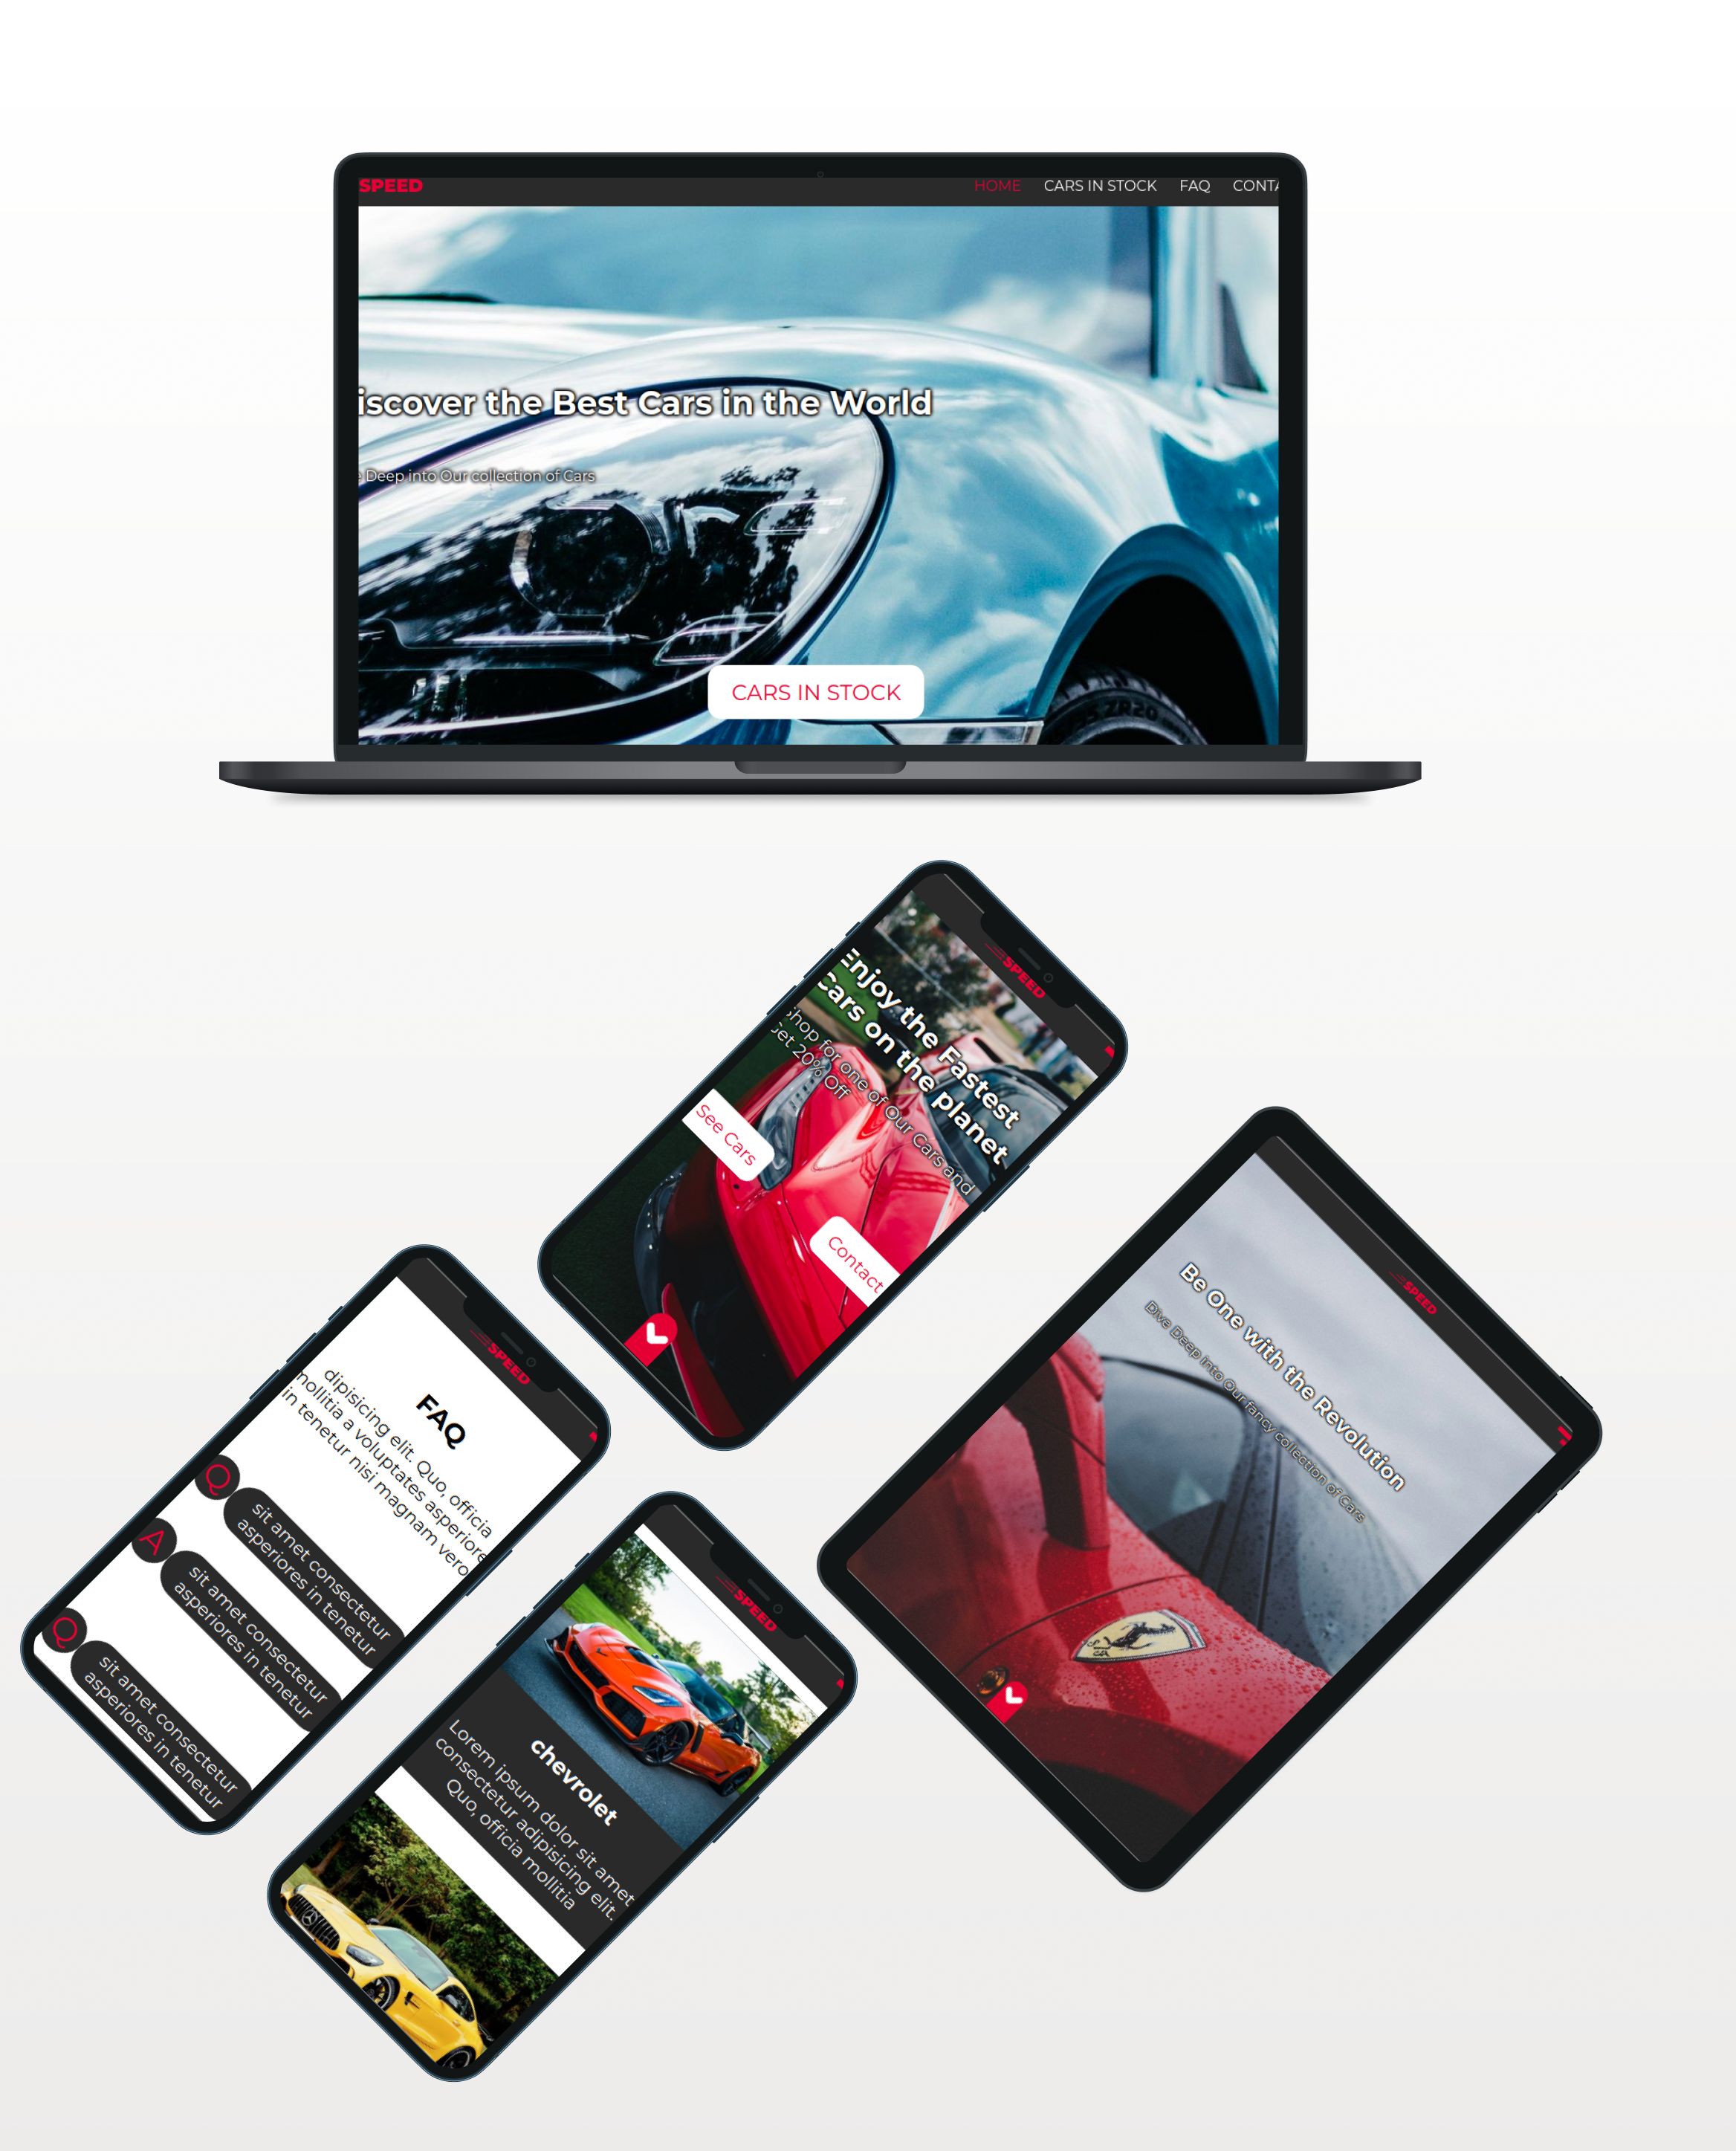 SPEED
HOME CARS IN STOCK FAQ CONTA
iscover the Best Cars in the World
e Deep into Our collection of Cars
CARS IN STOCK
ZR20
SPEED
Enjoy the Fastest
Cars on the planet
Shop for one of Our Cars and
Get 20% Off
See Cars
Contact
SPEED
Be One with the Revolution
Dive Deep into Our fancy collection of Cars
SPEED
FAQ
dipisicing elit. Quo, officia
mollitia a voluptates asperiore
in tenetur nisi magnam vero
Q
sit amet consectetur
asperiores in tenetur
A
sit amet consectetur
asperiores in tenetur
Q
sit amet consectetur
asperiores in tenetur
SPEED
chevrolet
Lorem ipsum dolor sit amet
consectetur adipisicing elit.
Quo, officia mollitia